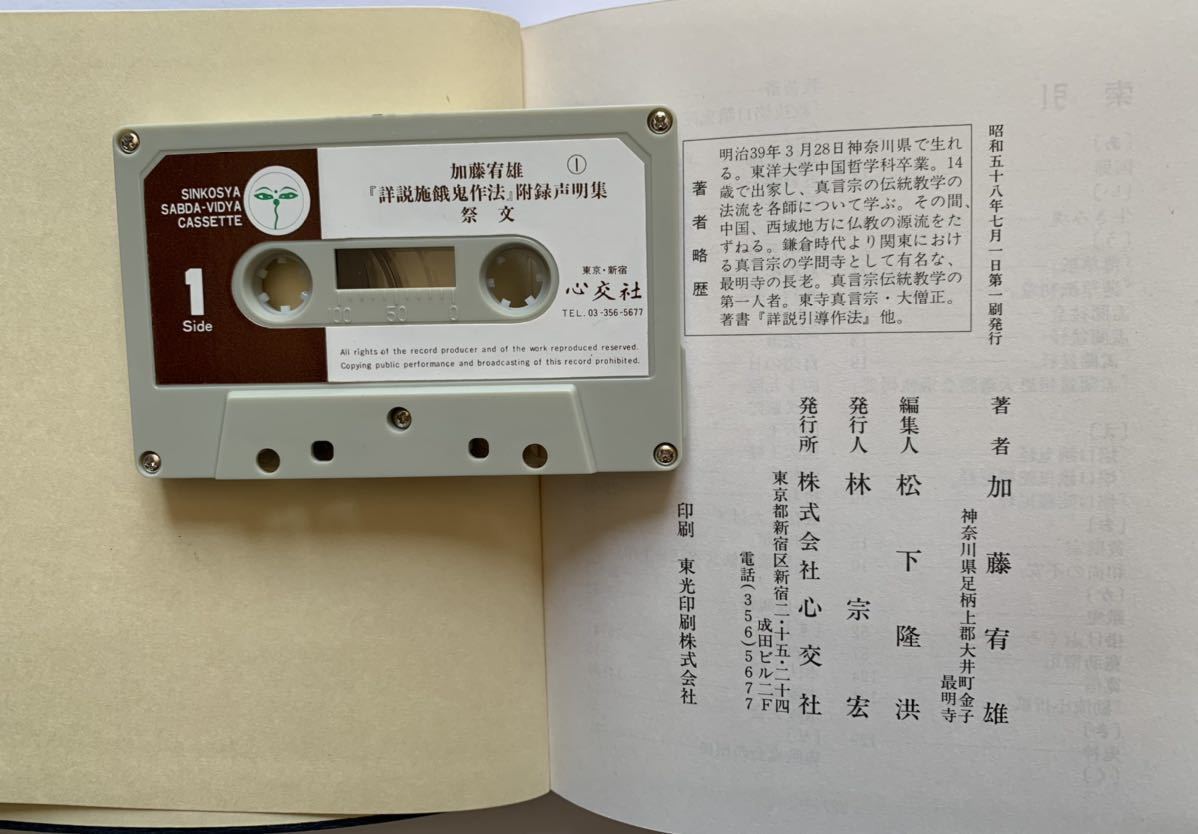 SINKOSYA
SABDA-VIDYA
CASSETTE
1
Side
加藤宥雄
①
『詳説施餓鬼作法』附録声明集
祭文
東京・新宿
心交社
TEL. 03-356-5677
100 50 0
All rights of the record producer and of the work reproduced reserved.
Copying public performance and broadcasting of this record prohibited.
昭和五十八年七月一日第一刷発行
著者略歴
明治39年3月28日神奈川県で生れ
る。東洋大学中国哲学科卒業。14
歳で出家し、真言宗の伝統教学の
法流を各師について学ぶ。その間、
中国、西域地方に仏教の源流をた
ずねる。鎌倉時代より関東におけ
る真言宗の学問寺として有名な、
最明寺の長老。真言宗伝統教学の
第一人者。東寺真言宗・大僧正。
著書『詳説引導作法』他。
著者 加藤宥雄
神奈川県足柄上郡大井町金子
最明寺
編集人 松下隆洪
発行人 林宗宏
発行所 株式会社心交社
東京都新宿区新宿二・十五・二十四
成田ビル二F
電話(356)5677
印刷 東光印刷株式会社
索引